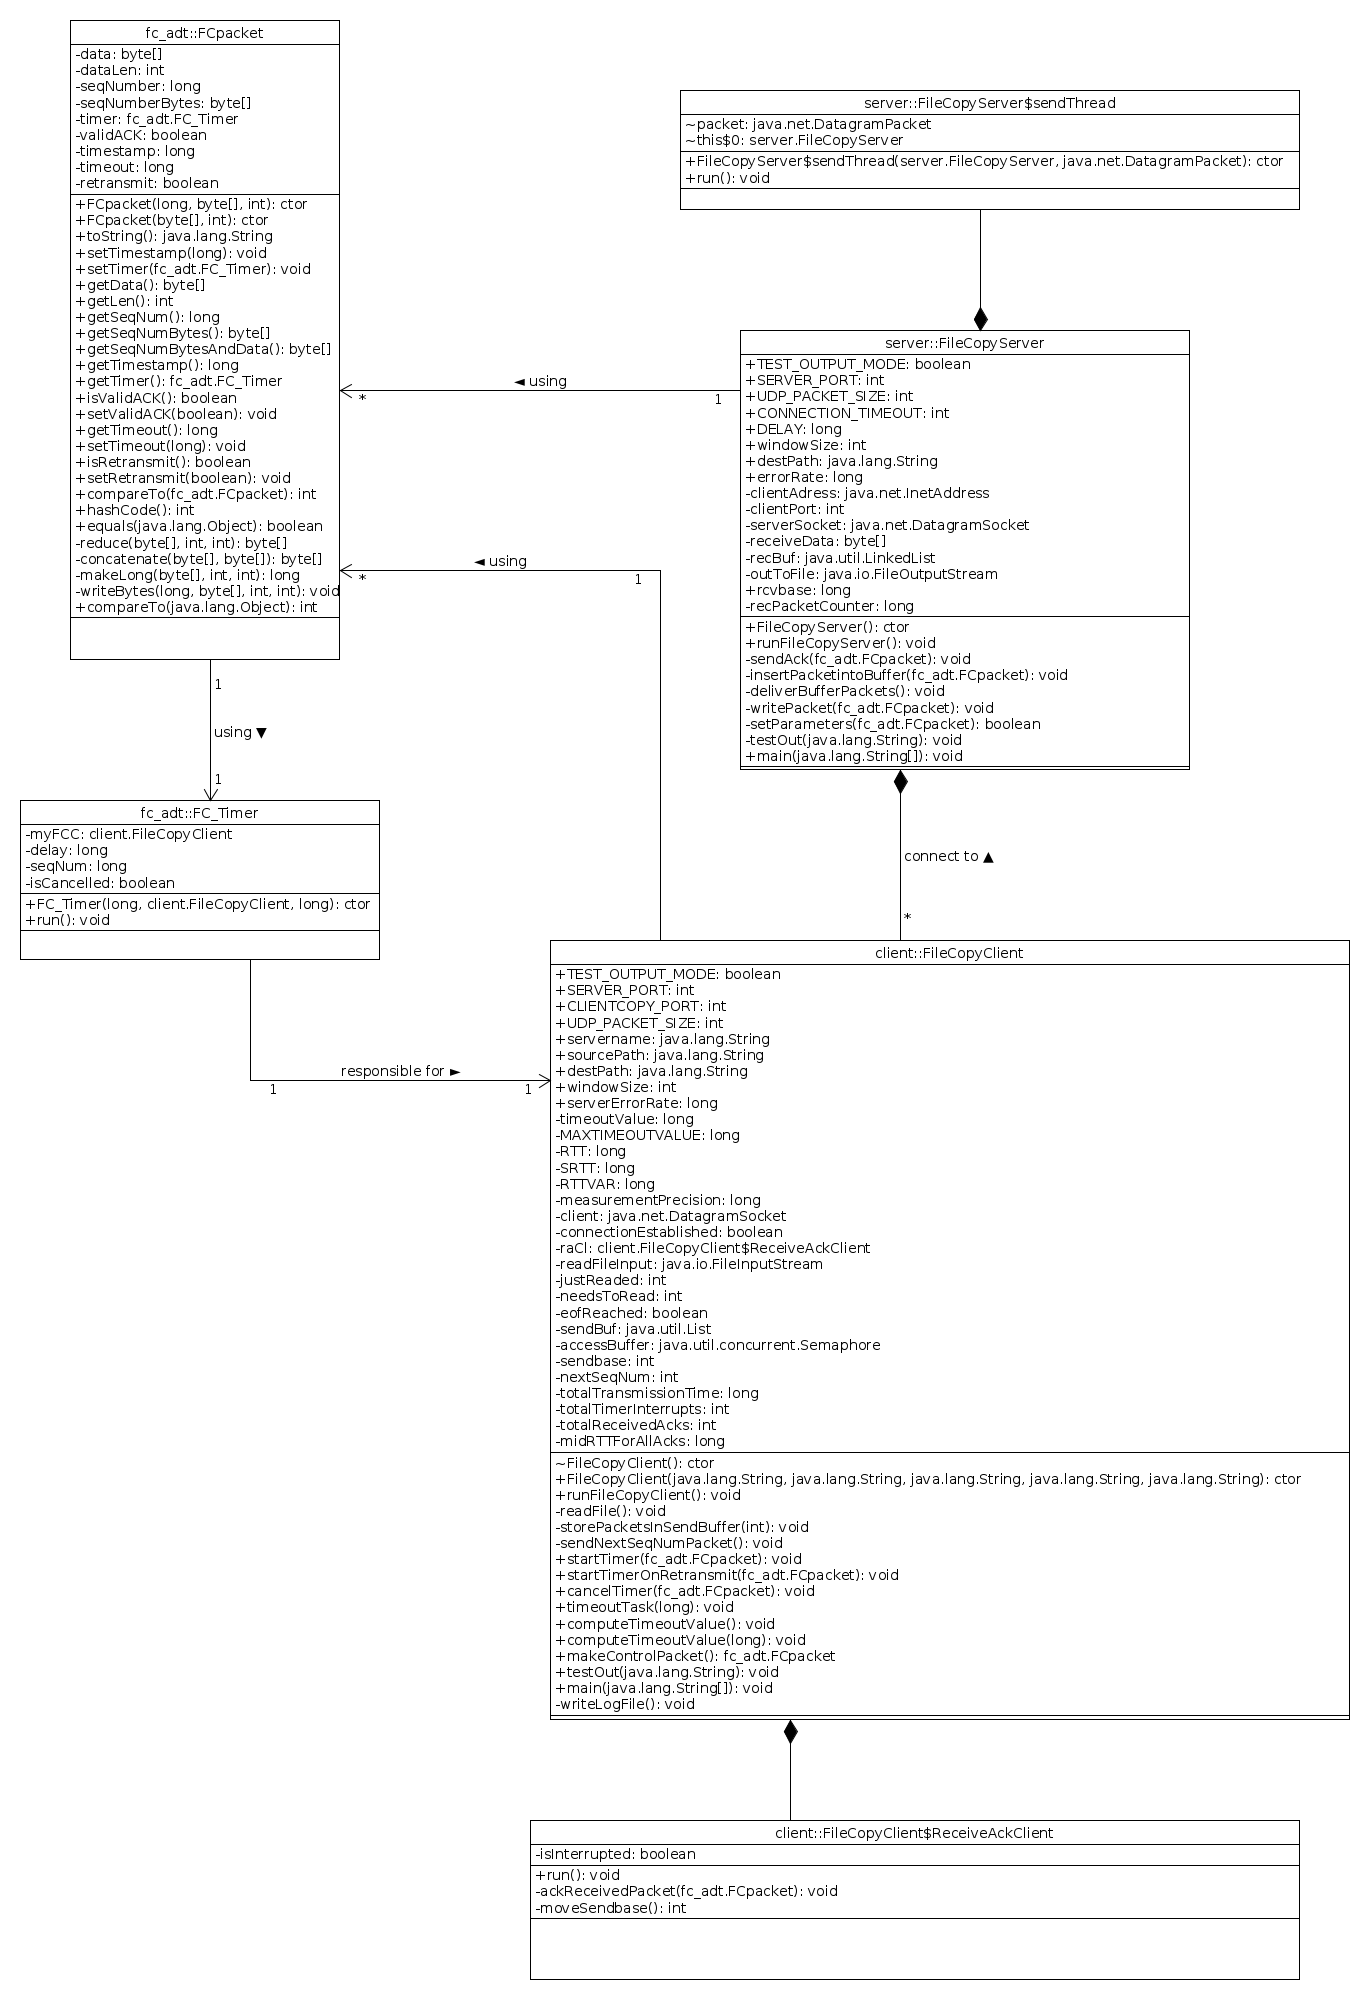 fc_adt::FCpacket
-data: byte[]
-dataLen: int
-seqNumber: long
-seqNumberBytes: byte[]
-timer: fc_adt.FC_Timer
-validACK: boolean
-timestamp: long
-timeout: long
-retransmit: boolean
+FCpacket(long, byte[], int): ctor
+FCpacket(byte[], int): ctor
+toString(): java.lang.String
+setTimestamp(long): void
+setTimer(fc_adt.FC_Timer): void
+getData(): byte[]
+getLen(): int
+getSeqNum(): long
+getSeqNumBytes(): byte[]
+getSeqNumBytesAndData(): byte[]
+getTimestamp(): long
+getTimer(): fc_adt.FC_Timer
+isValidACK(): boolean
+setValidACK(boolean): void
+getTimeout(): long
+setTimeout(long): void
+isRetransmit(): boolean
+setRetransmit(boolean): void
+compareTo(fc_adt.FCpacket): int
+hashCode(): int
+equals(java.lang.Object): boolean
-reduce(byte[], int, int): byte[]
-concatenate(byte[], byte[]): byte[]
-makeLong(byte[], int, int): long
-writeBytes(long, byte[], int, int): void
+compareTo(java.lang.Object): int
server::FileCopyServer$sendThread
~packet: java.net.DatagramPacket
~this$0: server.FileCopyServer
+FileCopyServer$sendThread(server.FileCopyServer, java.net.DatagramPacket): ctor
+run(): void
◄ using
*
1
◄ using
*
1
server::FileCopyServer
+TEST_OUTPUT_MODE: boolean
+SERVER_PORT: int
+UDP_PACKET_SIZE: int
+CONNECTION_TIMEOUT: int
+DELAY: long
+windowSize: int
+destPath: java.lang.String
+errorRate: long
-clientAdress: java.net.InetAddress
-clientPort: int
-serverSocket: java.net.DatagramSocket
-receiveData: byte[]
-recBuf: java.util.LinkedList
-outToFile: java.io.FileOutputStream
+rcvbase: long
-recPacketCounter: long
+FileCopyServer(): ctor
+runFileCopyServer(): void
-sendAck(fc_adt.FCpacket): void
-insertPacketintoBuffer(fc_adt.FCpacket): void
-deliverBufferPackets(): void
-writePacket(fc_adt.FCpacket): void
-setParameters(fc_adt.FCpacket): boolean
-testOut(java.lang.String): void
+main(java.lang.String[]): void
1
using ▼
1
fc_adt::FC_Timer
-myFCC: client.FileCopyClient
-delay: long
-seqNum: long
-isCancelled: boolean
+FC_Timer(long, client.FileCopyClient, long): ctor
+run(): void
connect to ▲
*
responsible for ►
1
1
client::FileCopyClient
+TEST_OUTPUT_MODE: boolean
+SERVER_PORT: int
+CLIENTCOPY_PORT: int
+UDP_PACKET_SIZE: int
+servername: java.lang.String
+sourcePath: java.lang.String
+destPath: java.lang.String
+windowSize: int
+serverErrorRate: long
-timeoutValue: long
-MAXTIMEOUTVALUE: long
-RTT: long
-SRTT: long
-RTTVAR: long
-measurementPrecision: long
-client: java.net.DatagramSocket
-connectionEstablished: boolean
-raCl: client.FileCopyClient$ReceiveAckClient
-readFileInput: java.io.FileInputStream
-justReaded: int
-needsToRead: int
-eofReached: boolean
-sendBuf: java.util.List
-accessBuffer: java.util.concurrent.Semaphore
-sendbase: int
-nextSeqNum: int
-totalTransmissionTime: long
-totalTimerInterrupts: int
-totalReceivedAcks: int
-midRTTForAllAcks: long
~FileCopyClient(): ctor
+FileCopyClient(java.lang.String, java.lang.String, java.lang.String, java.lang.String, java.lang.String): ctor
+runFileCopyClient(): void
-readFile(): void
-storePacketsInSendBuffer(int): void
-sendNextSeqNumPacket(): void
+startTimer(fc_adt.FCpacket): void
+startTimerOnRetransmit(fc_adt.FCpacket): void
+cancelTimer(fc_adt.FCpacket): void
+timeoutTask(long): void
+computeTimeoutValue(): void
+computeTimeoutValue(long): void
+makeControlPacket(): fc_adt.FCpacket
+testOut(java.lang.String): void
+main(java.lang.String[]): void
-writeLogFile(): void
client::FileCopyClient$ReceiveAckClient
-isInterrupted: boolean
+run(): void
-ackReceivedPacket(fc_adt.FCpacket): void
-moveSendbase(): int